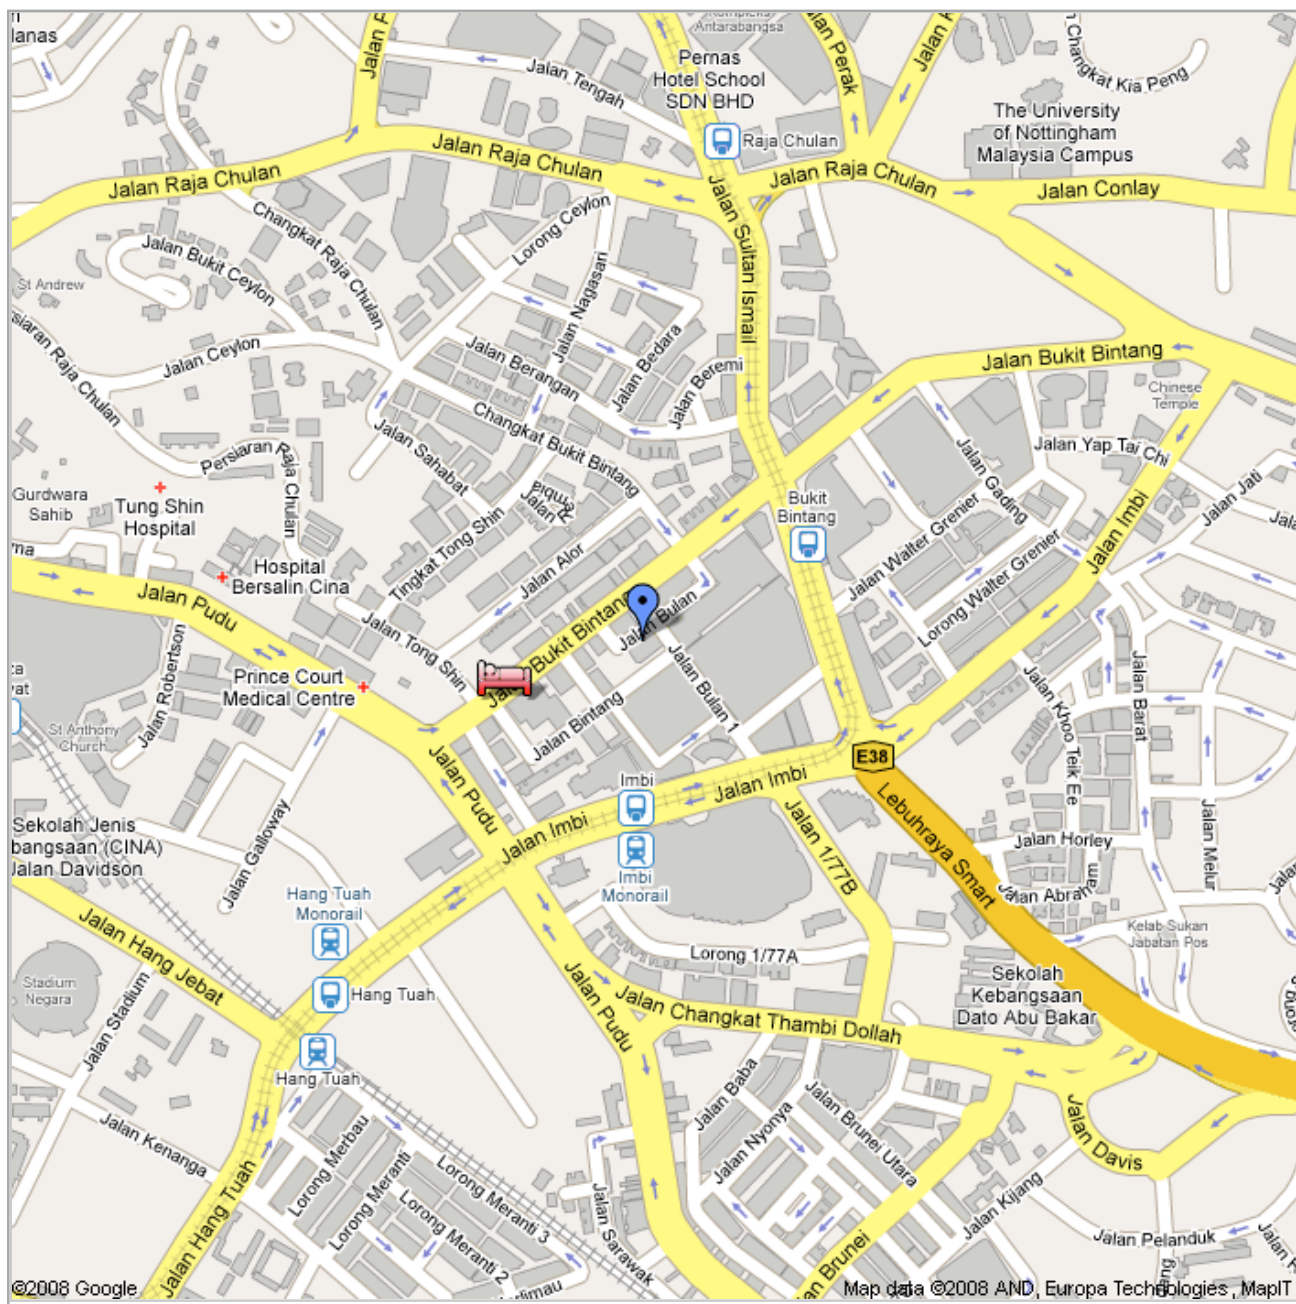 Jalan Tengah
Pernas
Hotel School
SDN BHD
Antarabangsa
Jalan Perak
Changkat Kia Peng
The University
of Nottingham
Malaysia Campus
Raja Chulan
Jalan Raja Chulan
Jalan Raja Chulan
Jalan Raja Chulan
Jalan Conlay
Changkat Raja Chulan
Lorong Ceylon
Jalan Sultan Ismail
Jalan Bukit Ceylon
St Andrew
Jalan Nagasari
Jalan Ceylon
Jalan Berangan
Jalan Bedara
Jalan Beremi
Jalan Bukit Bintang
Chinese
Temple
Changkat Bukit Bintang
Jalan Sahabat
Persiaran Raja Chulan
Jalan Yap Tai Chi
Jalan Gading
Jalan Jati
Gurdwara
Sahib
Tung Shin
Hospital
Jalan
Rembia
Bukit
Bintang
Jalan Imbi
Jalan Walter Grenier
Lorong Walter Grenier
Tingkat Tong Shin
Jalan Alor
Hospital
Bersalin Cina
Jalan Pudu
Jalan Bukit Bintang
Jalan Bulan
Jalan Tong Shin
Jalan Robertson
Prince Court
Medical Centre
Jalan Bulan 1
Jalan Bintang
Jalan Khoo Teik Ee
Jalan Barat
St Anthony
Church
E38
Jalan Pudu
Imbi
Jalan Imbi
Jalan Imbi
Lebuhraya Smart
Jalan 1/77B
Jalan Horley
Jalan Melur
Sekolah Jenis
bangsaan (CINA)
Jalan Davidson
Jalan Galloway
Imbi
Monorail
Hang Tuah
Monorail
Jalan Hang Jebat
Kelab Sukan
Jabatan Pos
Lorong 1/77A
Stadium
Negara
Jalan Stadium
Hang Tuah
Jalan Pudu
Sekolah
Kebangsaan
Dato Abu Bakar
Jalan Changkat Thambi Dollah
Hang Tuah
Jalan Baba
Jalan Nyonya
Jalan Brunei Utara
Jalan Davis
Jalan Kenanga
Lorong Merbau
Lorong Meranti
Lorong Meranti 3
Lorong Meranti 2
Jalan Hang Tuah
Jalan Sarawak
Jalan Kijang
Jalan Pelanduk
©2008 Google
Map data ©2008 AND, Europa Technologies, MapIT